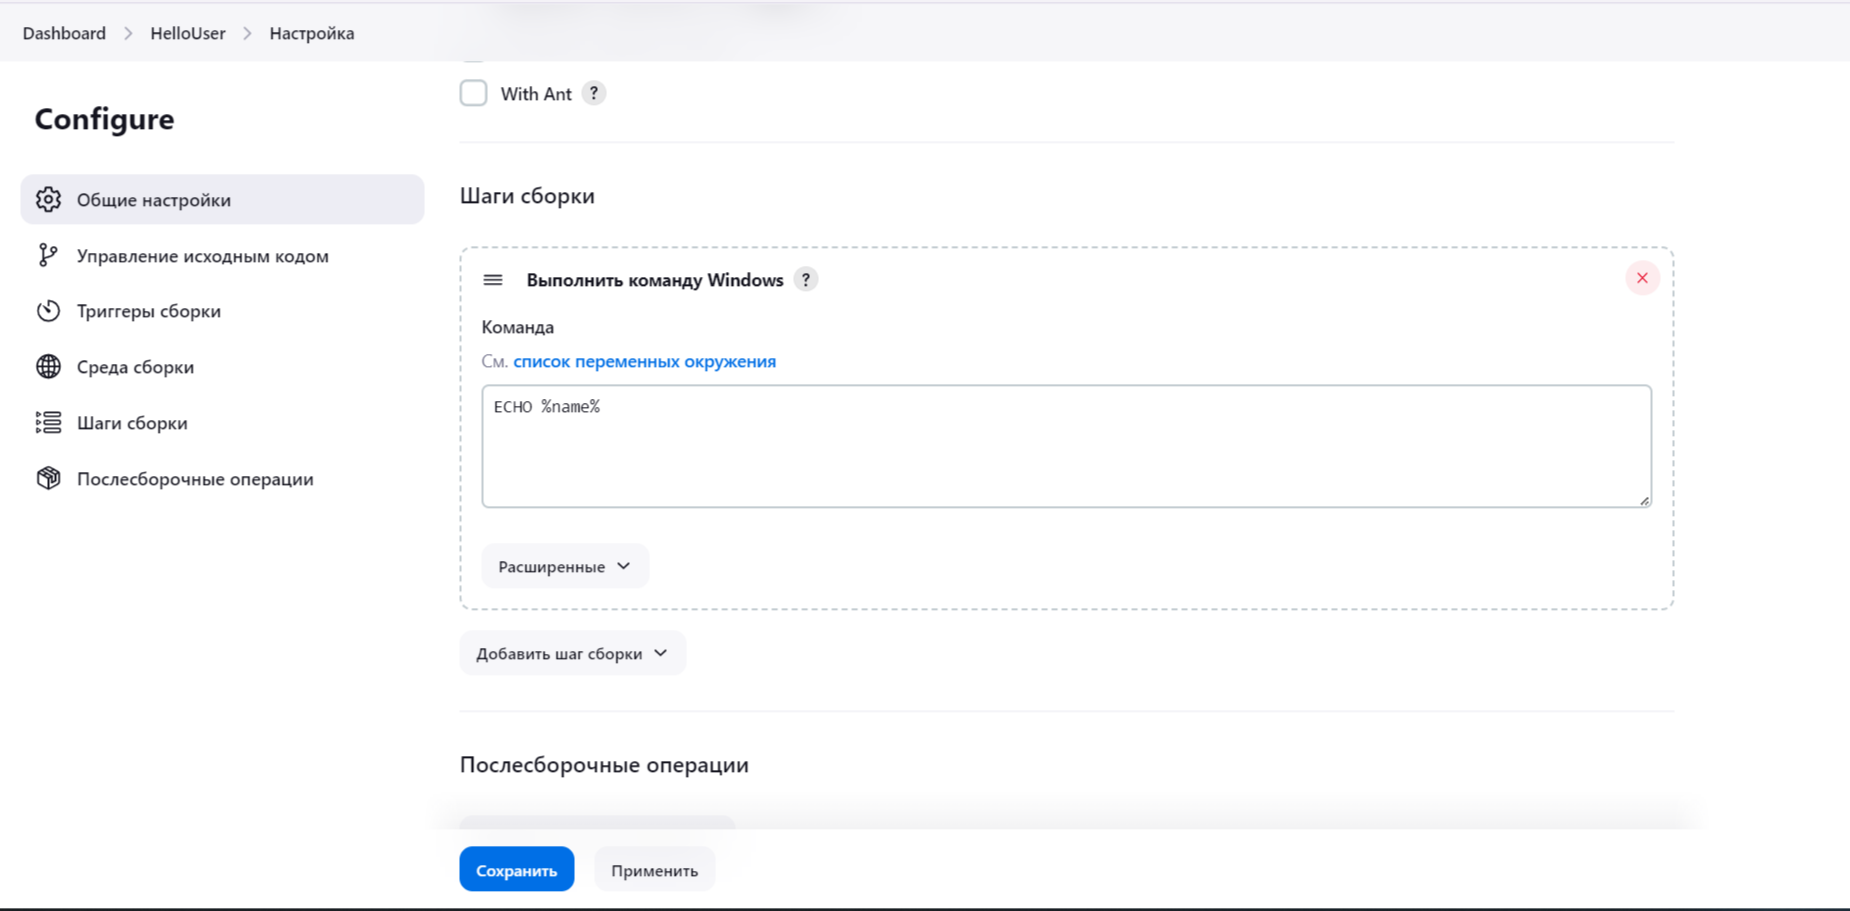 Dashboard > HelloUser > Настройка
Configure
Общие настройки
Управление исходным кодом
Триггеры сборки
Среда сборки
Шаги сборки
Послесборочные операции
With Ant ?
Шаги сборки
Выполнить команду Windows ?
Команда
См. список переменных окружения
ECHO %name%
Расширенные
Добавить шаг сборки
Послесборочные операции
Сохранить
Применить